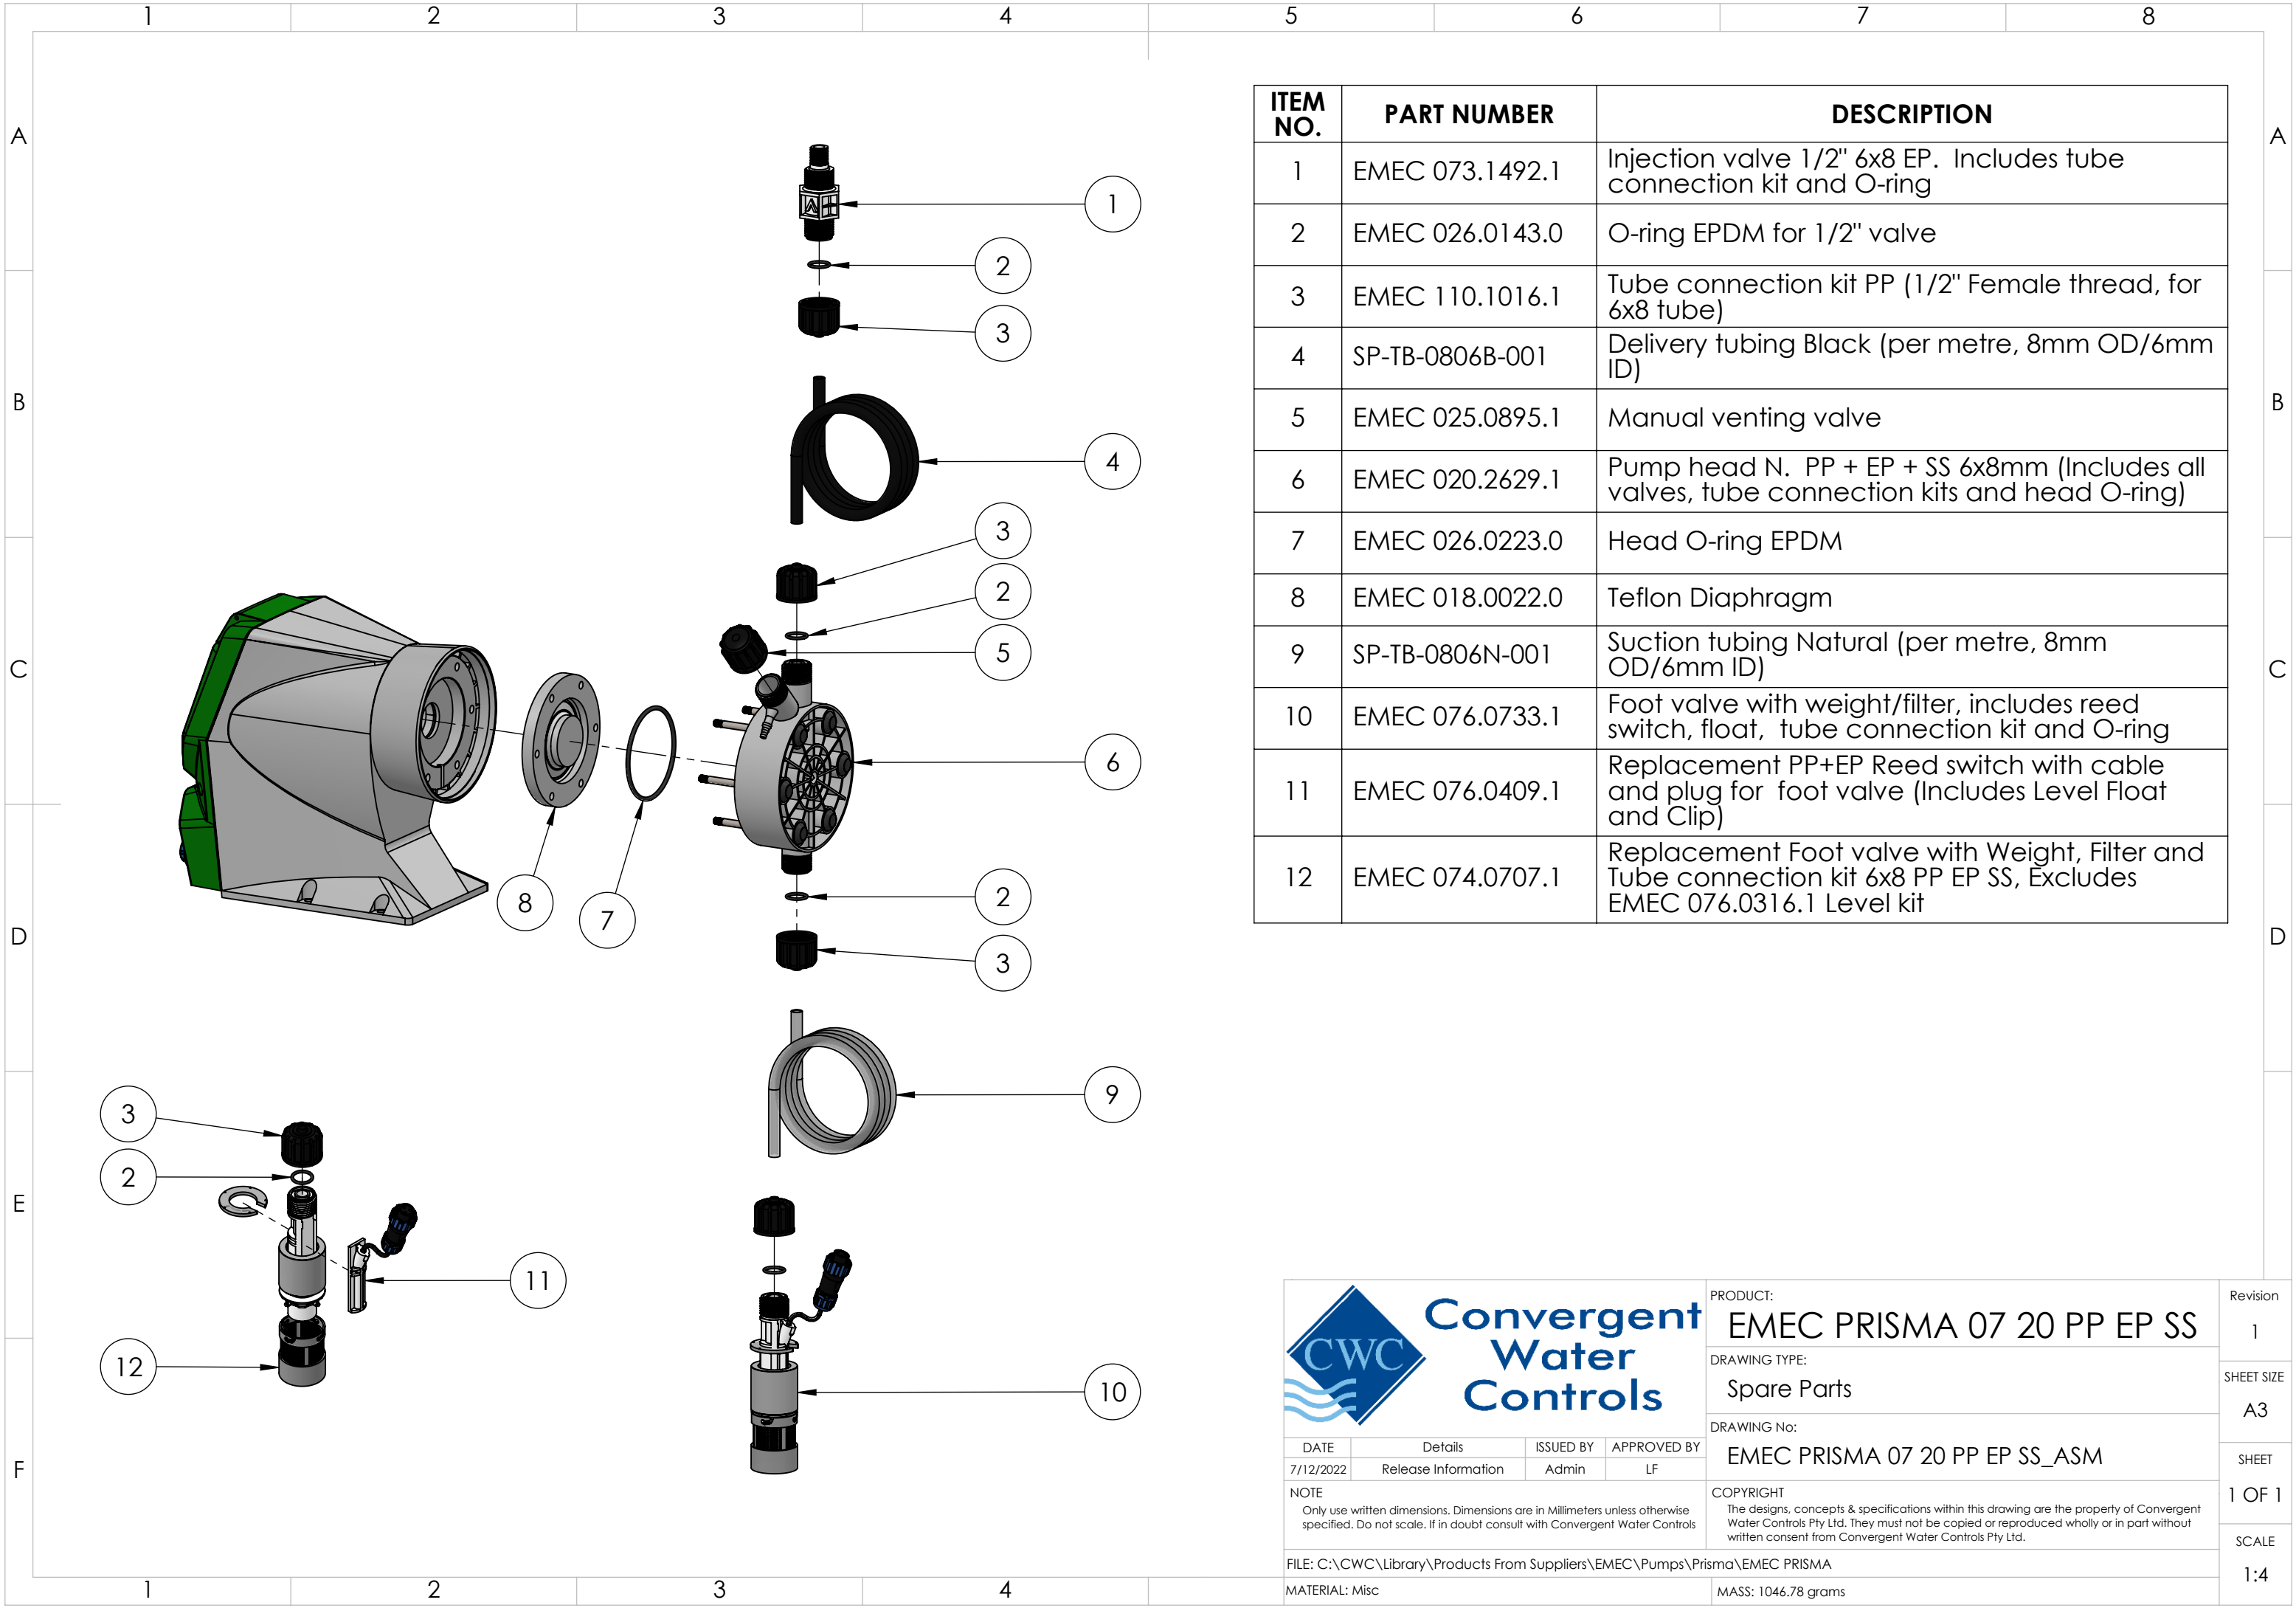 1 2 3 4 5 6 7 8
A A
B B
C C
D D
E
F
1 2 3 4
1
2
3
4
3
2
5
6
8
7
2
3
9
3
2
11
12
10
ITEM NO. PART NUMBER DESCRIPTION
1 EMEC 073.1492.1 Injection valve 1/2" 6x8 EP. Includes tube
connection kit and O-ring
2 EMEC 026.0143.0 O-ring EPDM for 1/2" valve
3 EMEC 110.1016.1 Tube connection kit PP (1/2" Female thread, for
6x8 tube)
4 SP-TB-0806B-001 Delivery tubing Black (per metre, 8mm OD/6mm
ID)
5 EMEC 025.0895.1 Manual venting valve
6 EMEC 020.2629.1 Pump head N. PP + EP + SS 6x8mm (Includes all
valves, tube connection kits and head O-ring)
7 EMEC 026.0223.0 Head O-ring EPDM
8 EMEC 018.0022.0 Teflon Diaphragm
9 SP-TB-0806N-001 Suction tubing Natural (per metre, 8mm
OD/6mm ID)
10 EMEC 076.0733.1 Foot valve with weight/filter, includes reed
switch, float, tube connection kit and O-ring
11 EMEC 076.0409.1 Replacement PP+EP Reed switch with cable
and plug for foot valve (Includes Level Float
and Clip)
12 EMEC 074.0707.1 Replacement Foot valve with Weight, Filter and
Tube connection kit 6x8 PP EP SS, Excludes
EMEC 076.0316.1 Level kit
CWC
Convergent
Water
Controls
DATE Details ISSUED BY APPROVED BY
7/12/2022 Release Information Admin LF
NOTE
Only use written dimensions. Dimensions are in Millimeters unless otherwise
specified. Do not scale. If in doubt consult with Convergent Water Controls
PRODUCT:
EMEC PRISMA 07 20 PP EP SS
DRAWING TYPE:
Spare Parts
DRAWING No:
EMEC PRISMA 07 20 PP EP SS_ASM
COPYRIGHT
The designs, concepts & specifications within this drawing are the property of Convergent
Water Controls Pty Ltd. They must not be copied or reproduced wholly or in part without
written consent from Convergent Water Controls Pty Ltd.
Revision
1
SHEET SIZE
A3
SHEET
1 OF 1
SCALE
1:4
FILE: C:\CWC\Library\Products From Suppliers\EMEC\Pumps\Prisma\EMEC PRISMA
MATERIAL: Misc
MASS: 1046.78 grams